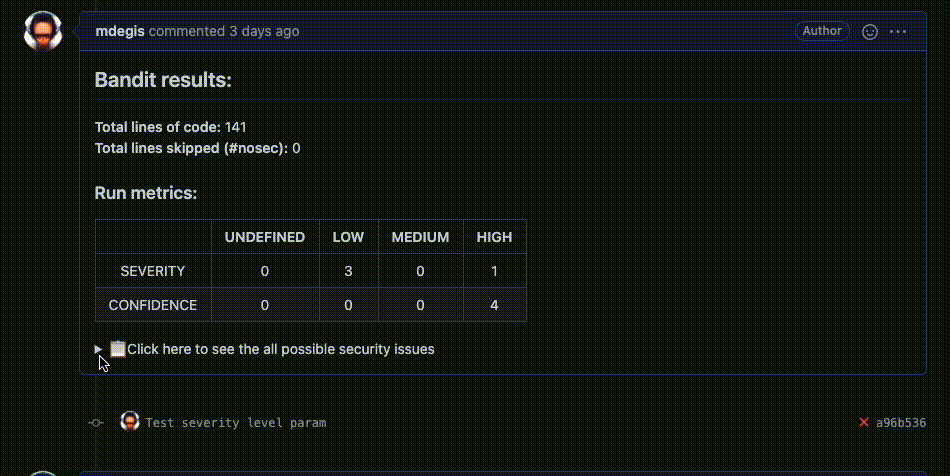 mdegis commented 3 days ago
Author
Bandit results:
Total lines of code: 141
Total lines skipped (#nosec): 0
Run metrics:
UNDEFINED LOW MEDIUM HIGH
SEVERITY 0 3 0 1
CONFIDENCE 0 0 0 4
Click here to see the all possible security issues
Test severity level param
a96b536